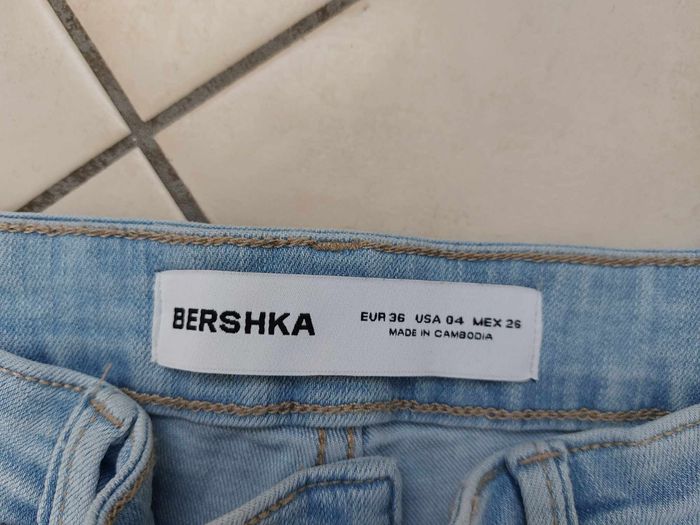 BERSHKA
EUR 36 USA 04 MEX 26
MADE IN CAMBODIA